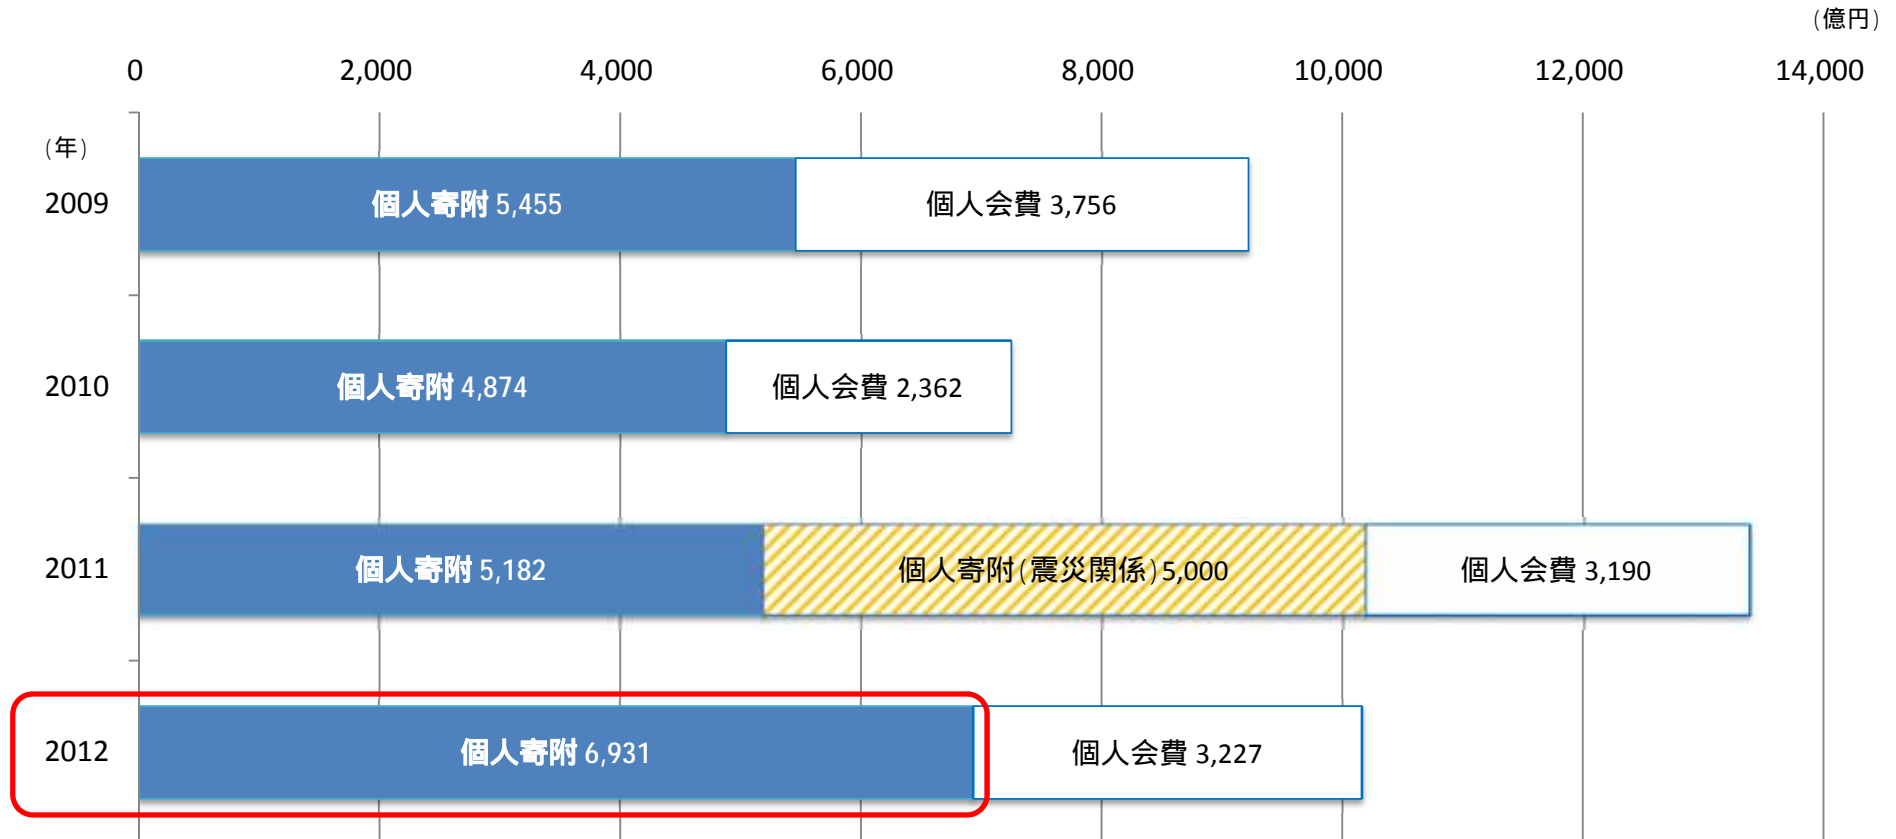 (億円)
0 2,000 4,000 6,000 8,000 10,000 12,000 14,000
(年)
2009 個人寄附 5,455 個人会費 3,756
2010 個人寄附 4,874 個人会費 2,362
2011 個人寄附 5,182 個人寄附(震災関係)5,000 個人会費 3,190
2012 個人寄附 6,931 個人会費 3,227